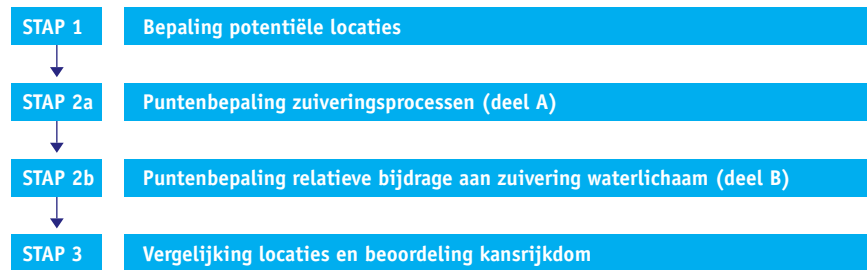 STAP 1 Bepaling potentiële locaties
STAP 2a Puntenbepaling zuiveringsprocessen (deel A)
STAP 2b Puntenbepaling relatieve bijdrage aan zuivering waterlichaam (deel B)
STAP 3 Vergelijking locaties en beoordeling kansrijkdom